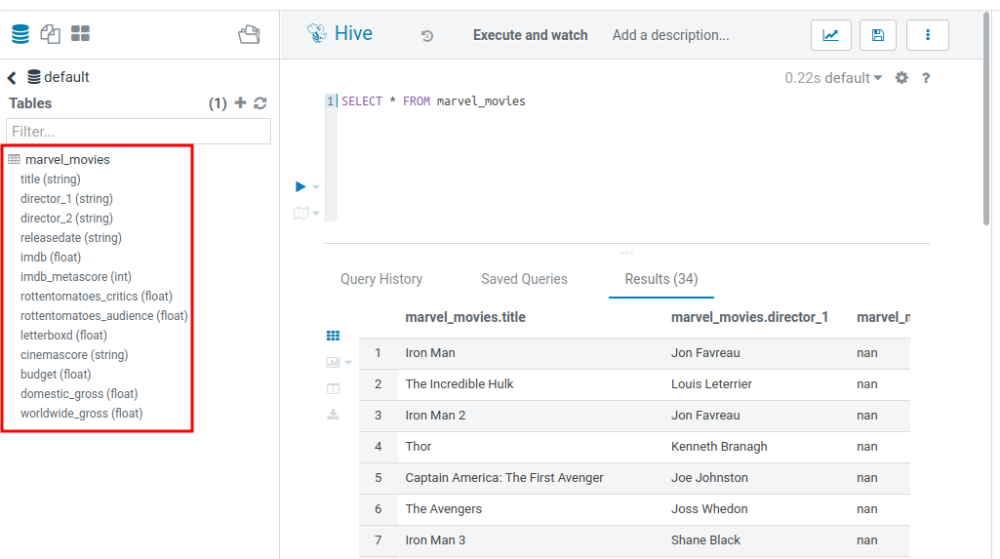 Hive
Execute and watch
Add a description...
default
Tables (1)
Filter...
marvel_movies
title (string)
director_1 (string)
director_2 (string)
releasedate (string)
imdb (float)
imdb_metascore (int)
rottentomatoes_critics (float)
rottentomatoes_audience (float)
letterboxd (float)
cinemascore (string)
budget (float)
domestic_gross (float)
worldwide_gross (float)
0.22s default ?
1 SELECT * FROM marvel_movies
Query History Saved Queries Results (34)
marvel_movies.title marvel_movies.director_1 marvel_n
1 Iron Man Jon Favreau nan
2 The Incredible Hulk Louis Leterrier nan
3 Iron Man 2 Jon Favreau nan
4 Thor Kenneth Branagh nan
5 Captain America: The First Avenger Joe Johnston nan
6 The Avengers Joss Whedon nan
7 Iron Man 3 Shane Black nan